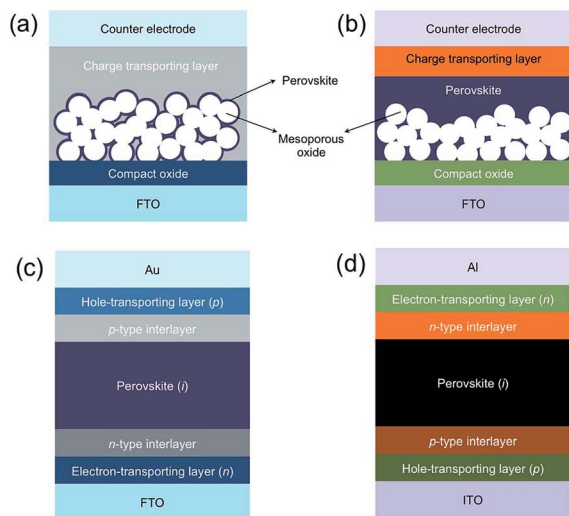 (a)
Counter electrode
Charge transporting layer
Perovskite
Mesoporous
oxide
Compact oxide
FTO
(b)
Counter electrode
Charge transporting layer
Perovskite
Compact oxide
FTO
(c)
Au
Hole-transporting layer (p)
p-type interlayer
Perovskite (i)
n-type interlayer
Electron-transporting layer (n)
FTO
(d)
Al
Electron-transporting layer (n)
n-type interlayer
Perovskite (i)
p-type interlayer
Hole-transporting layer (p)
ITO